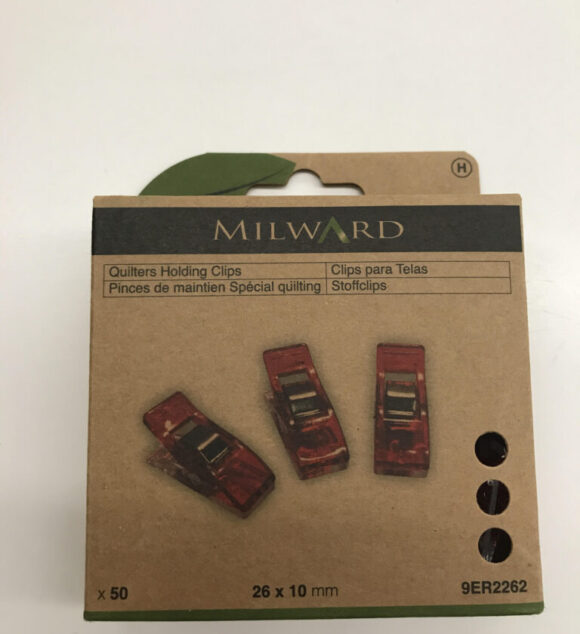 H
MILWARD
Quilters Holding Clips
Clips para Telas
Pinces de maintien Spécial quilting
Stoffclips
x 50
26 x 10 mm
9ER2262